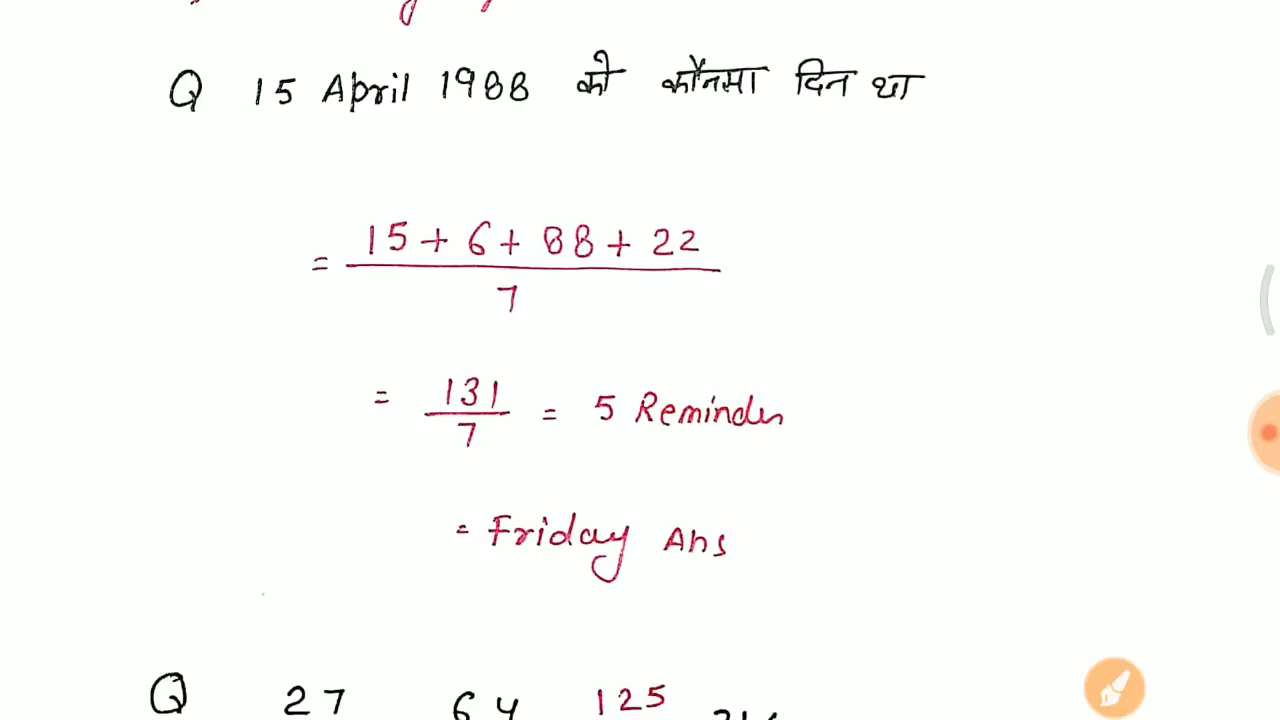 Q 15 April 1988 को कौनसा दिन था
= 15 + 6 + 88 + 22
7
= 131
7
= 5 Reminder
= Friday Ans
Q 27 64 125